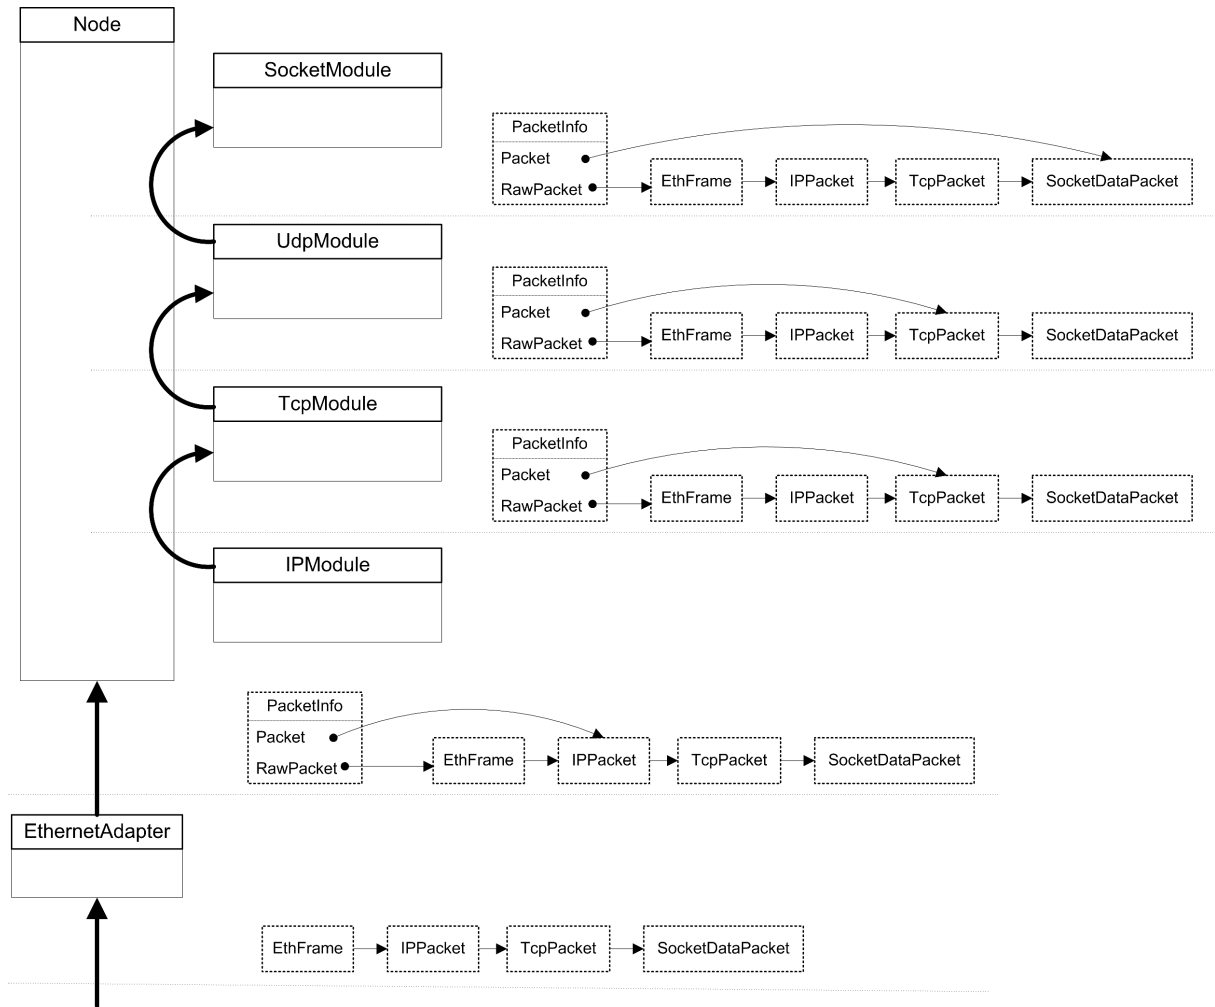 Node
SocketModule
PacketInfo
Packet
RawPacket
EthFrame
IPPacket
TcpPacket
SocketDataPacket
UdpModule
PacketInfo
Packet
RawPacket
EthFrame
IPPacket
TcpPacket
SocketDataPacket
TcpModule
PacketInfo
Packet
RawPacket
EthFrame
IPPacket
TcpPacket
SocketDataPacket
IPModule
PacketInfo
Packet
RawPacket
EthFrame
IPPacket
TcpPacket
SocketDataPacket
EthernetAdapter
EthFrame
IPPacket
TcpPacket
SocketDataPacket